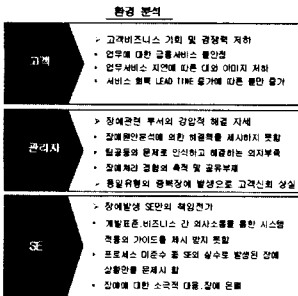 환경 분석
고객
고객비즈니스 기회 및 경쟁력 저하
업무에 대한 금융서비스 불안정
업무서비스 지연에 따른 대외 이미지 저하
서비스 회복 LEAD TIME 증가에 따른 불만 증가
관리자
장애관련 부서의 강압적 해결 자세
장애원인분석에 의한 해결책을 제시하지 못함
팀공동의 문제로 인식하고 해결하는 의지부족
장애처리 경험의 축적 및 공유부재
동일유형의 중복장애 발생으로 고객신뢰 상실
SE
장애발생 SE만의 책임전가
개발표준,비즈니스 간 의사소통을 통한 시스템
적용의 가이드를 제시 받지 못함
프로세스 미준수 홀 SE의 실수로 발생된 장애
상황만을 문제시 함
장애에 대한 소극적 대응,장애 은폐